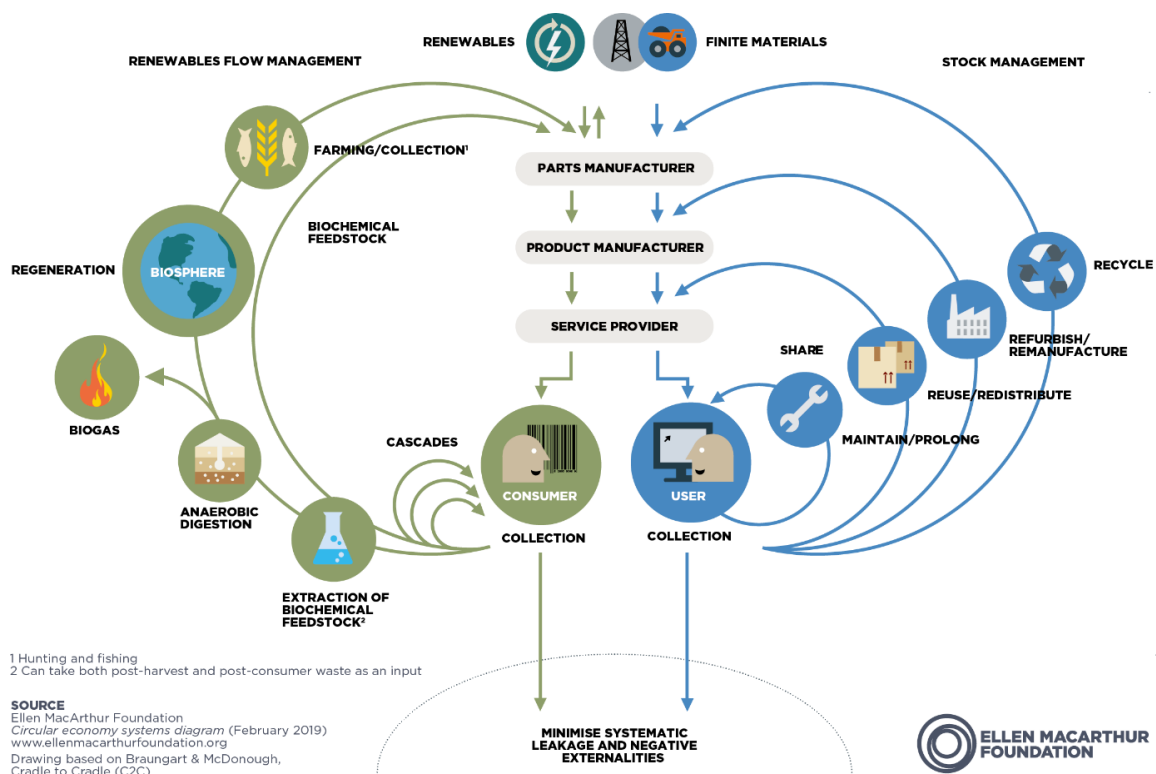 RENEWABLES
FINITE MATERIALS
RENEWABLES FLOW MANAGEMENT
STOCK MANAGEMENT
FARMING/COLLECTION¹
PARTS MANUFACTURER
BIOCHEMICAL
FEEDSTOCK
PRODUCT MANUFACTURER
REGENERATION
BIOSPHERE
RECYCLE
SERVICE PROVIDER
SHARE
REFURBISH/
REMANUFACTURE
REUSE/REDISTRIBUTE
BIOGAS
CASCADES
MAINTAIN/PROLONG
CONSUMER
USER
ANAEROBIC
DIGESTION
COLLECTION
COLLECTION
EXTRACTION OF
BIOCHEMICAL
FEEDSTOCK²
1 Hunting and fishing
2 Can take both post-harvest and post-consumer waste as an input
SOURCE
Ellen MacArthur Foundation
Circular economy systems diagram (February 2019)
www.ellenmacarthurfoundation.org
Drawing based on Braungart & McDonough,
Cradle to Cradle (C2C)
MINIMISE SYSTEMATIC
LEAKAGE AND NEGATIVE
EXTERNALITIES
ELLEN MACARTHUR
FOUNDATION